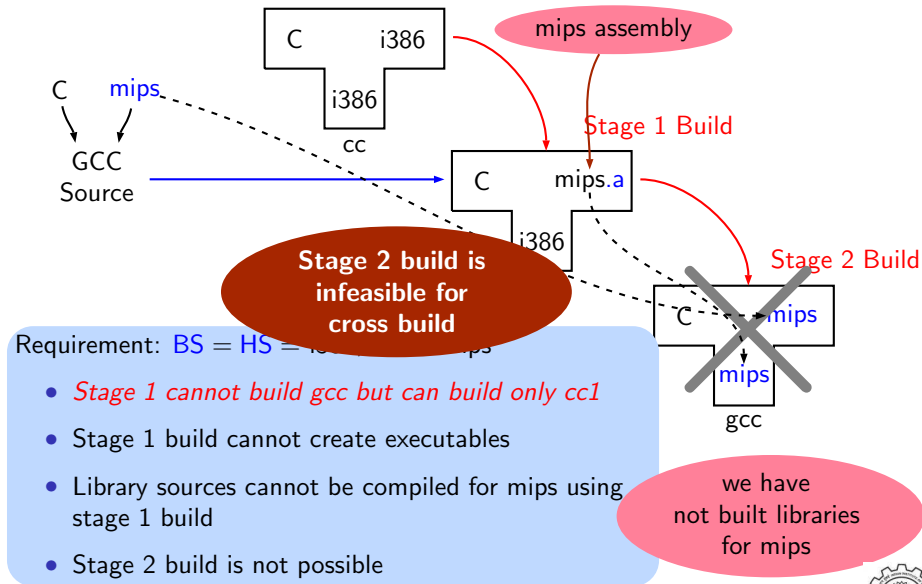 C i386
i386
cc
mips assembly
C mips
GCC
Source
Stage 1 Build
C mips.a
i386
Stage 2 Build
C mips
mips
gcc
Stage 2 build is
infeasible for
cross build
Requirement: BS = HS =
• Stage 1 cannot build gcc but can build only cc1
• Stage 1 build cannot create executables
• Library sources cannot be compiled for mips using
stage 1 build
• Stage 2 build is not possible
we have
not built libraries
for mips